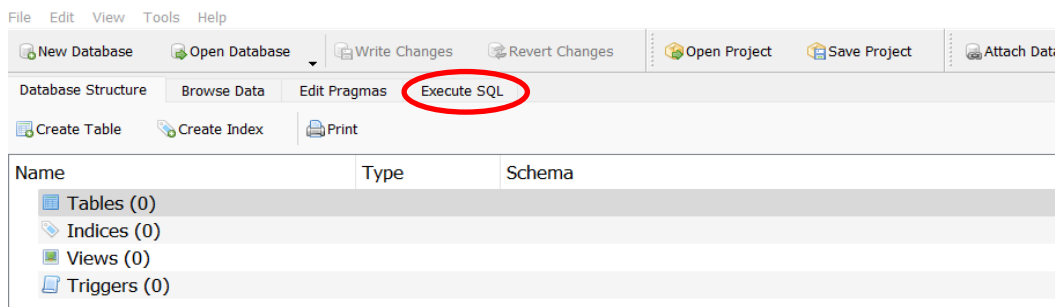 File Edit View Tools Help
New Database Open Database Write Changes Revert Changes Open Project Save Project Attach Data
Database Structure Browse Data Edit Pragmas Execute SQL
Create Table Create Index Print
Name Type Schema
Tables (0)
Indices (0)
Views (0)
Triggers (0)